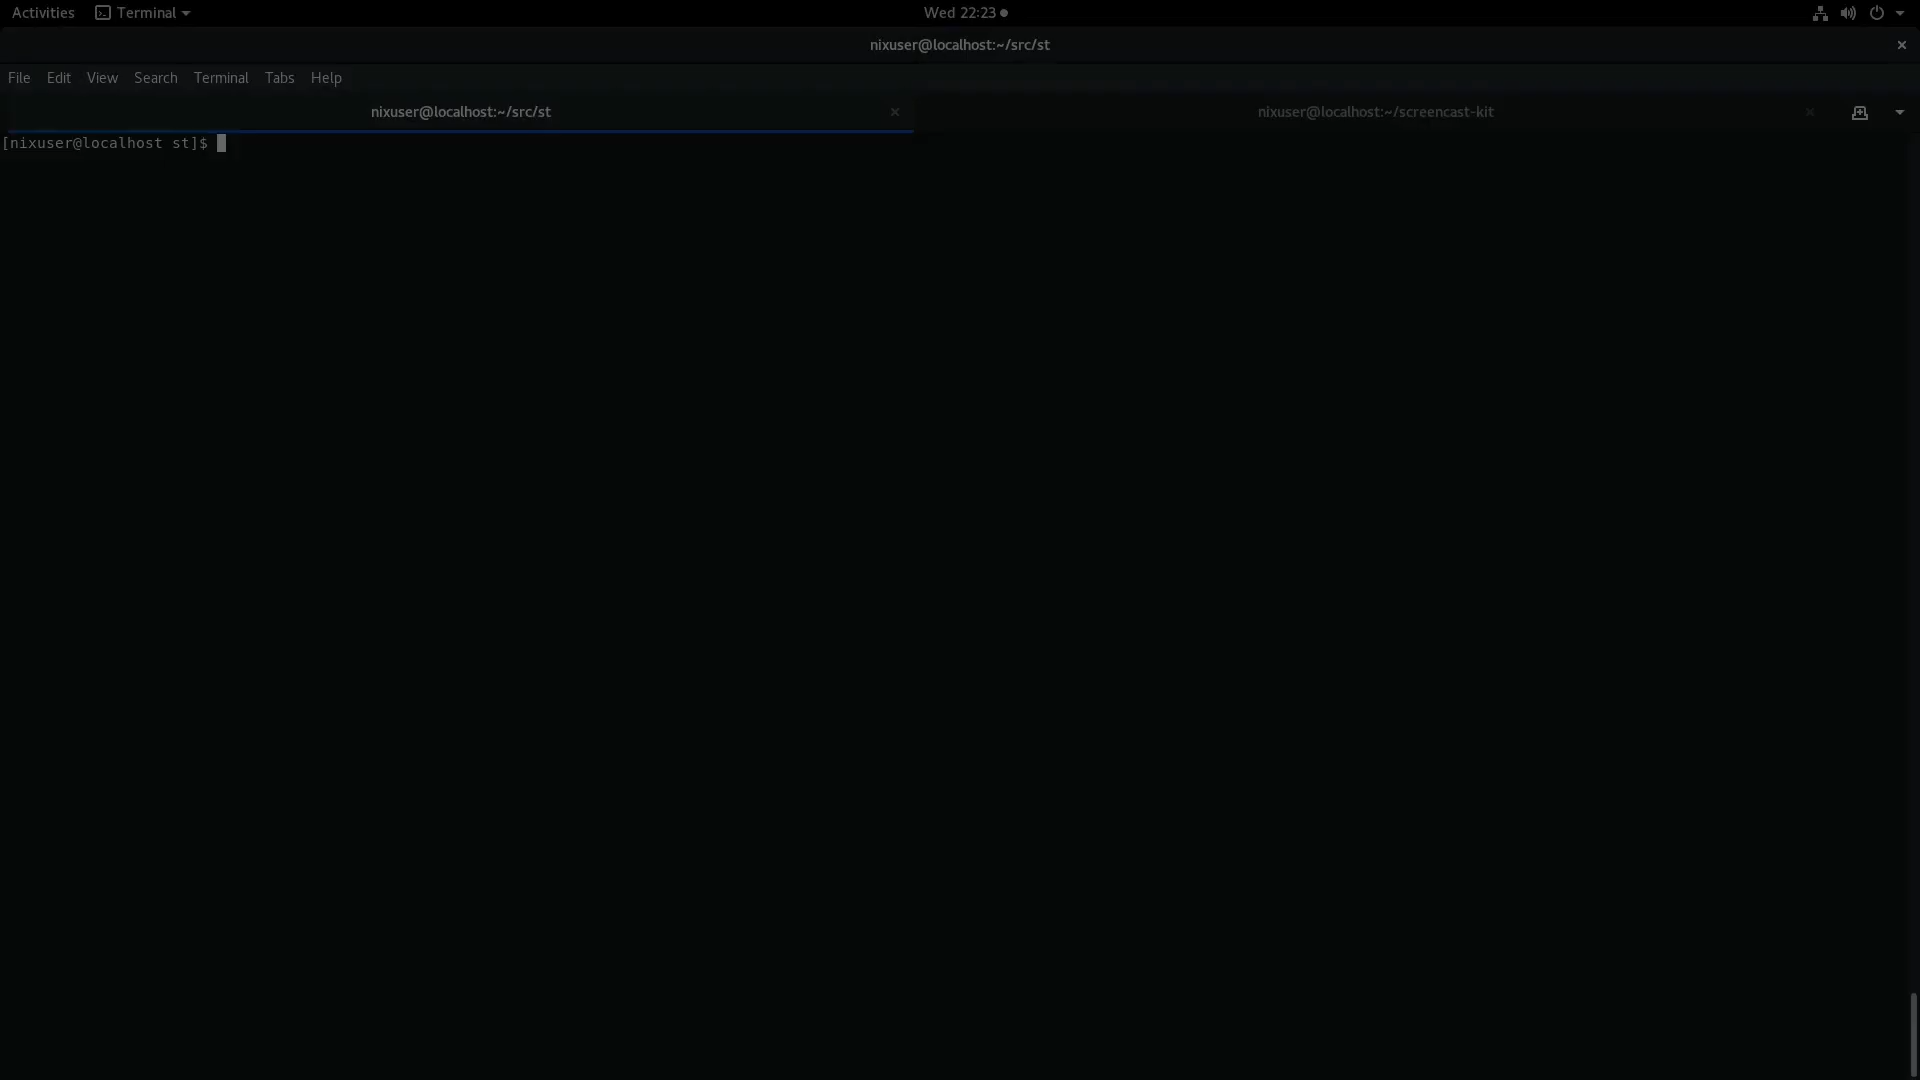 Activities Terminal Wed 22:23
nixuser@localhost:~/src/st
File Edit View Search Terminal Tabs Help
nixuser@localhost:~/src/st nixuser@localhost:~/screencast-kit
[nixuser@localhost st]$